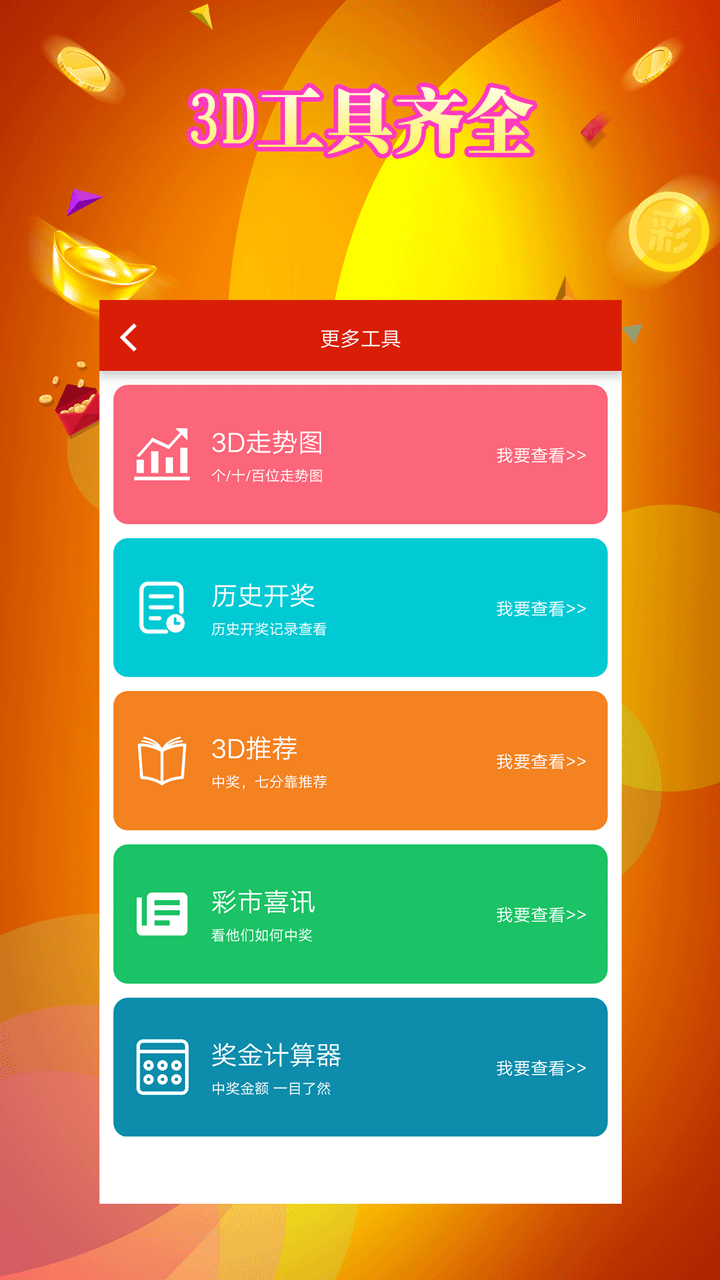 3D工具齐全
彩
更多工具
3D走势图
个/十/百位走势图
我要查看>>
历史开奖
历史开奖记录查看
我要查看>>
3D推荐
中奖，七分靠推荐
我要查看>>
彩市喜讯
看他们如何中奖
我要查看>>
奖金计算器
中奖金额 一目了然
我要查看>>